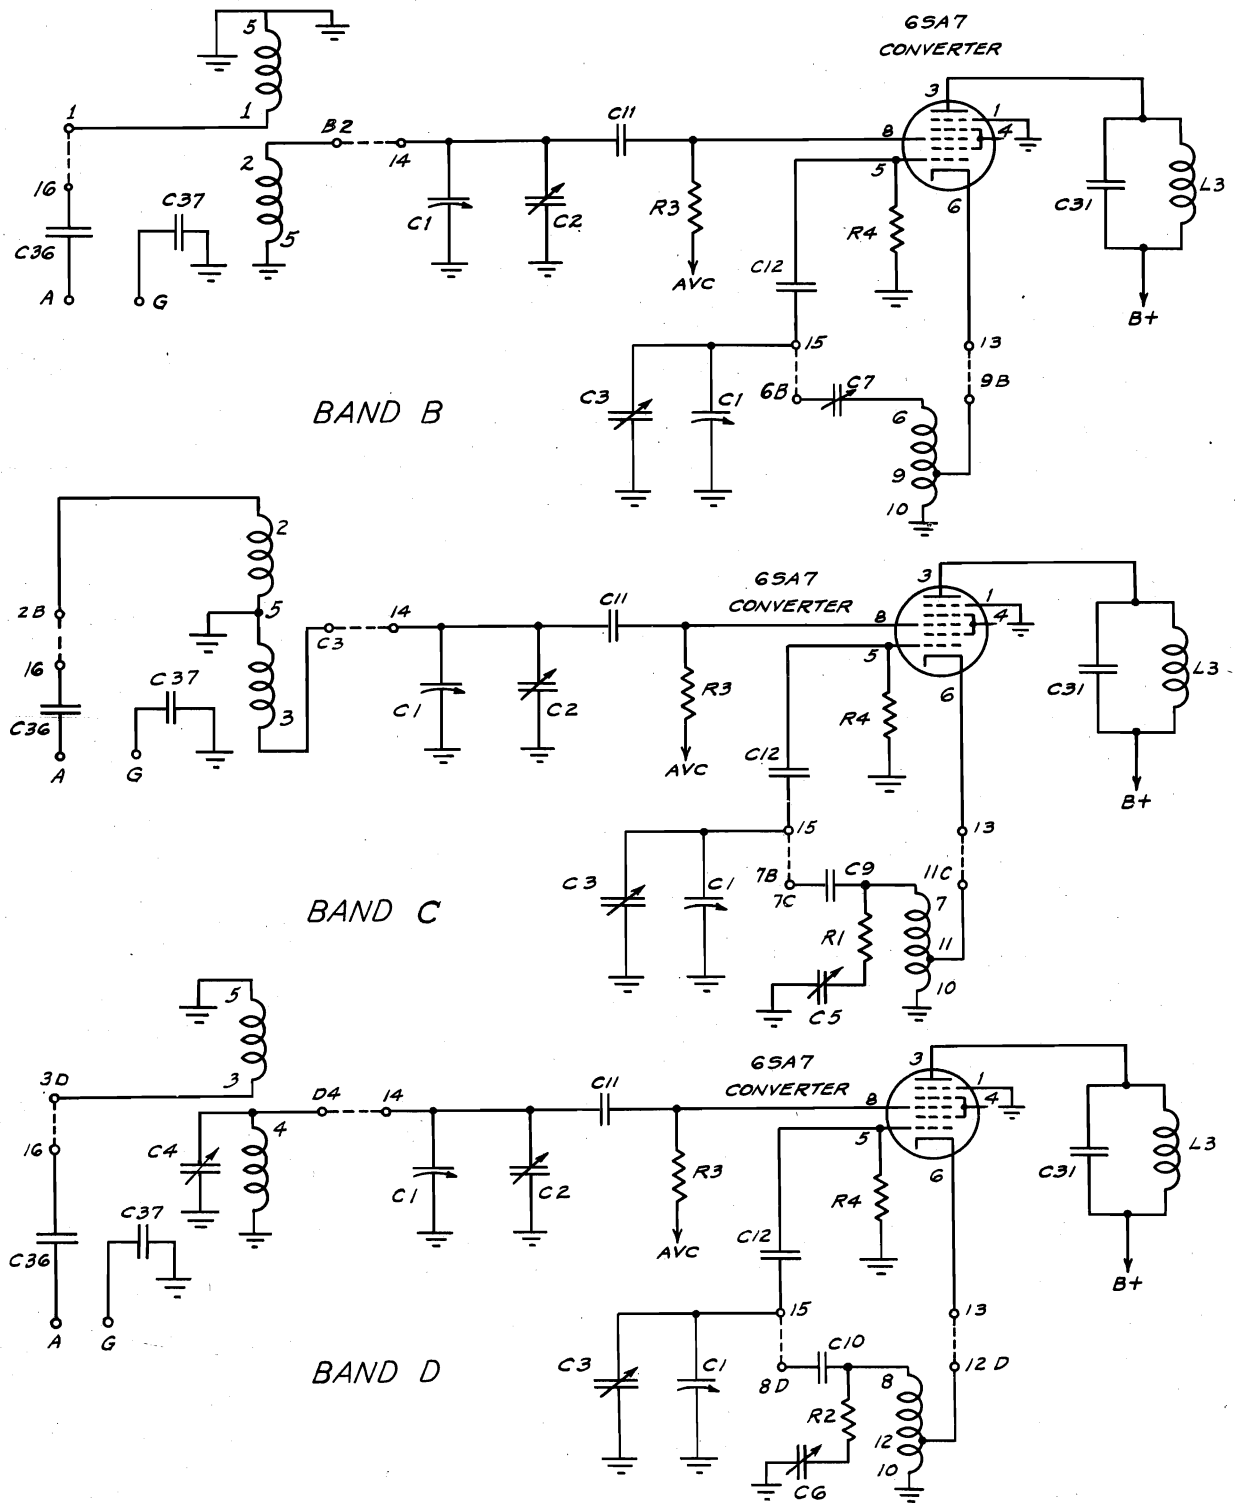 6SA7
CONVERTER
5
1
1
B2
14
C11
3
1
4
8
5
6
2
16
C37
C36
5
C1
C2
R3
R4
C31
L3
A
G
AVC
C12
B+
15
13
C3
C1
6B
C7
9B
6
9
10
BAND B
2
6SA7
CONVERTER
3
1
4
2B
5
14
C3
C11
8
5
6
16
C37
C36
3
C1
C2
R3
R4
C31
L3
A
G
AVC
C12
B+
15
13
C3
C1
7B
7C
C9
11C
7
R1
11
10
C5
BAND C
5
6SA7
CONVERTER
3
1
4
3D
3
D4
14
C11
8
5
6
16
C4
4
C37
C36
C1
C2
R3
R4
C31
L3
A
G
AVC
C12
B+
15
13
C3
C1
8D
C10
12 D
8
R2
12
10
C6
BAND D